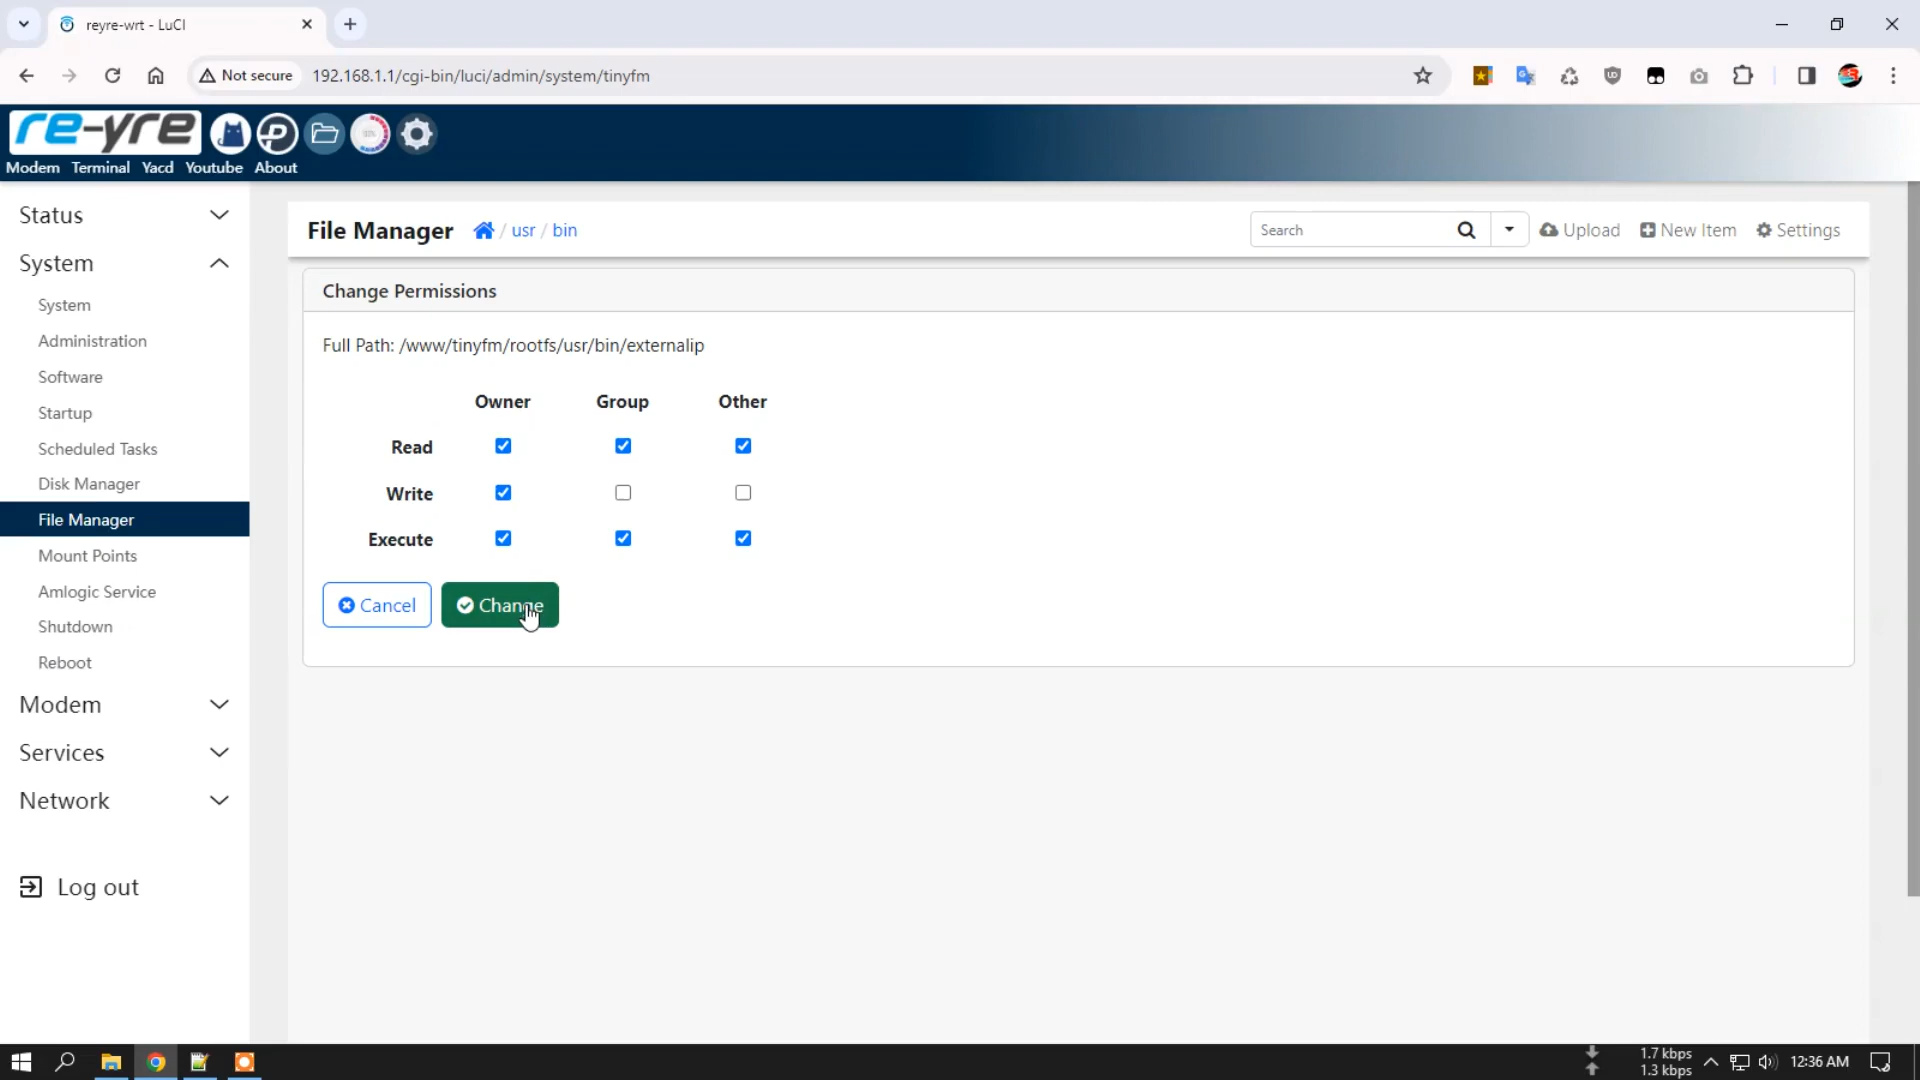 reyre-wrt - LuCI
Not secure 192.168.1.1/cgi-bin/luci/admin/system/tinyfm
re-yre
Modem Terminal Yacd Youtube About
Status
System
System
Administration
Software
Startup
Scheduled Tasks
Disk Manager
File Manager
Mount Points
Amlogic Service
Shutdown
Reboot
Modem
Services
Network
Log out
File Manager / usr / bin
Search
Upload
New Item
Settings
Change Permissions
Full Path: /www/tinyfm/rootfs/usr/bin/externalip
Owner Group Other
Read
Write
Execute
Cancel
Change
1.7 kbps
1.3 kbps
12:36 AM